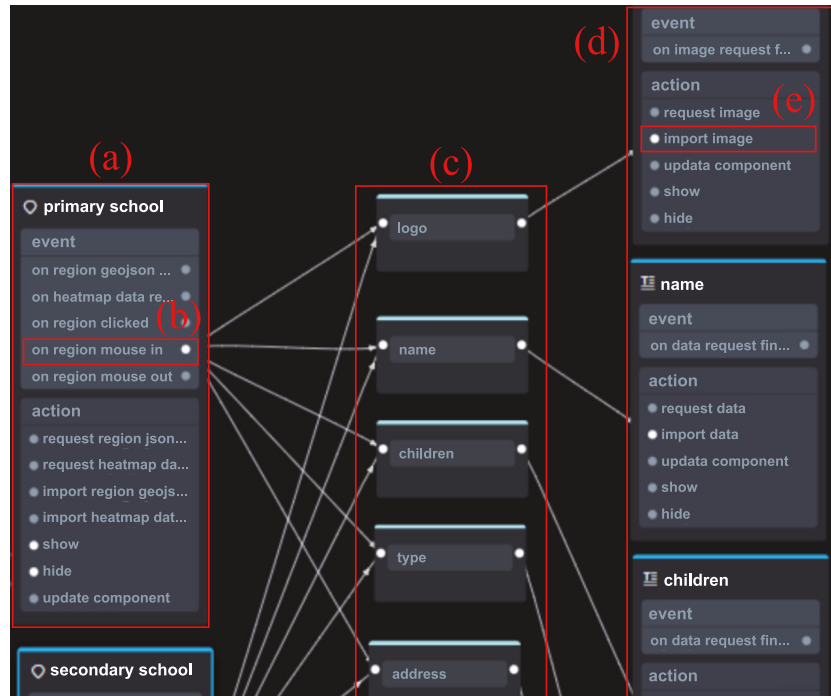 (a)
primary school
event
on region geojson ...
on heatmap data re...
on region clicked
(b)
on region mouse in
on region mouse out
action
request region json...
request heatmap da...
import region geojs...
import heatmap dat...
show
hide
update component
secondary school
(c)
logo
name
children
type
address
(d)
event
on image request f...
action
request image
(e)
import image
updata component
show
hide
name
event
on data request fin...
action
request data
import data
updata component
show
hide
children
event
on data request fin...
action